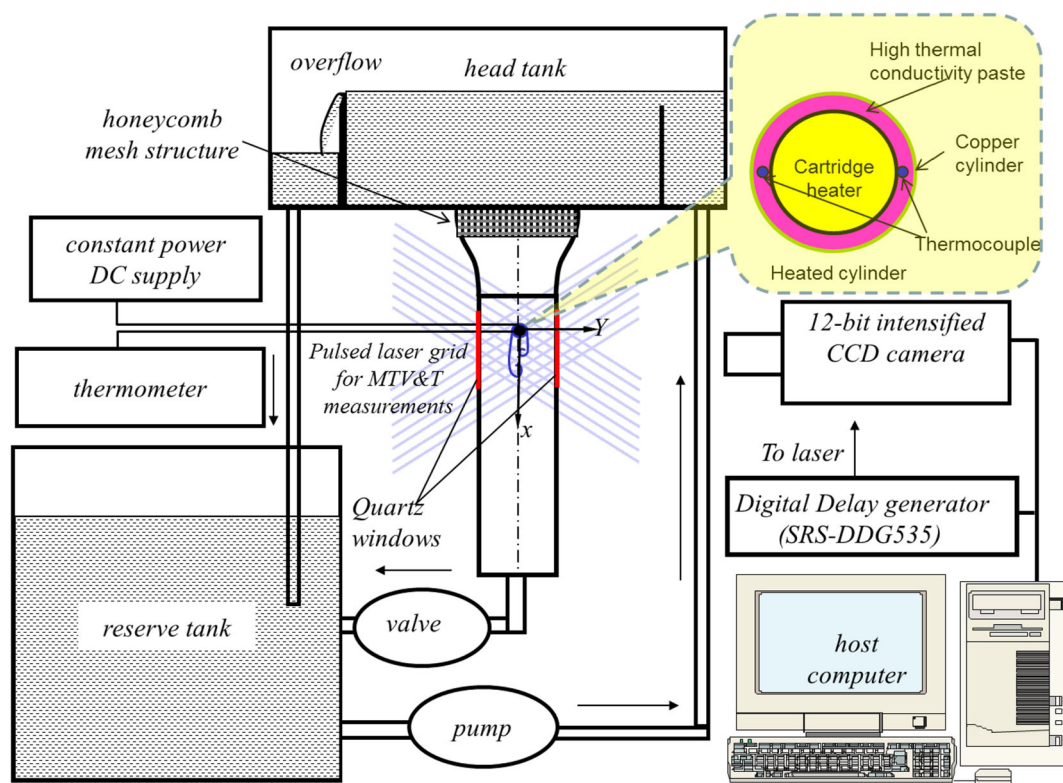 overflow
head tank
honeycomb
mesh structure
High thermal
conductivity paste
Copper
cylinder
Cartridge
heater
Thermocouple
Heated cylinder
constant power
DC supply
thermometer
Y
Pulsed laser grid
for MTV&T
measurements
x
12-bit intensified
CCD camera
To laser
Digital Delay generator
(SRS-DDG535)
Quartz
windows
reserve tank
valve
pump
host
computer